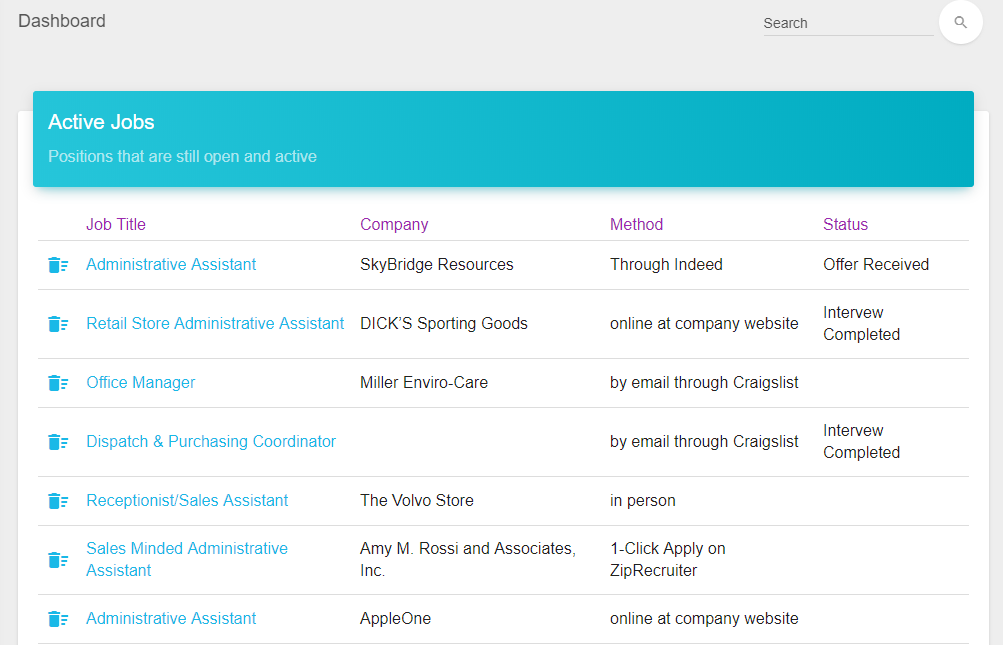 Dashboard
Search
Active Jobs
Positions that are still open and active
Job Title Company Method Status
Administrative Assistant SkyBridge Resources Through Indeed Offer Received
Retail Store Administrative Assistant DICK'S Sporting Goods online at company website Intervew
Completed
Office Manager Miller Enviro-Care by email through Craigslist
Dispatch & Purchasing Coordinator by email through Craigslist Intervew
Completed
Receptionist/Sales Assistant The Volvo Store in person
Sales Minded Administrative Amy M. Rossi and Associates, 1-Click Apply on
Assistant Inc. ZipRecruiter
Administrative Assistant AppleOne online at company website